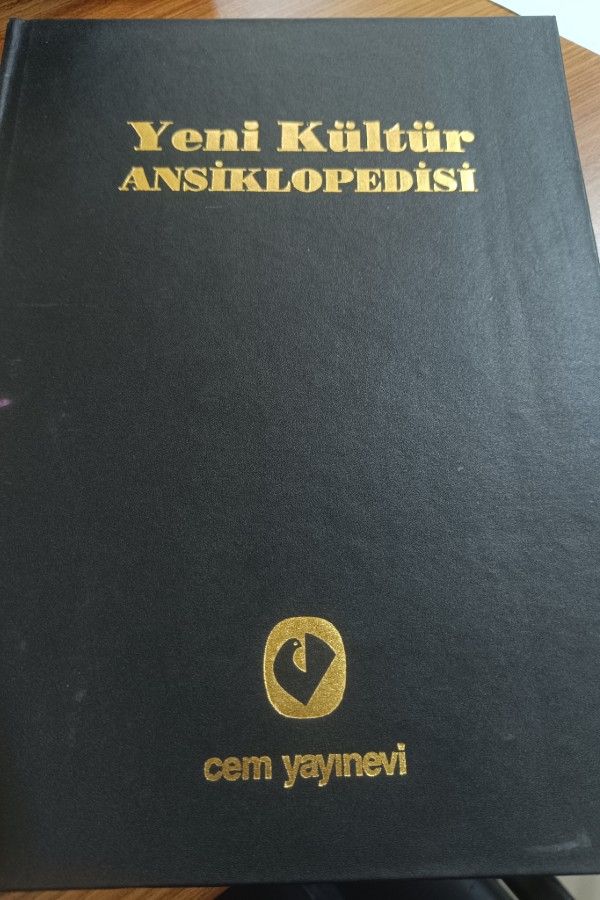 Yeni Kültür
ANSİKLOPEDİSİ
cem yayınevi